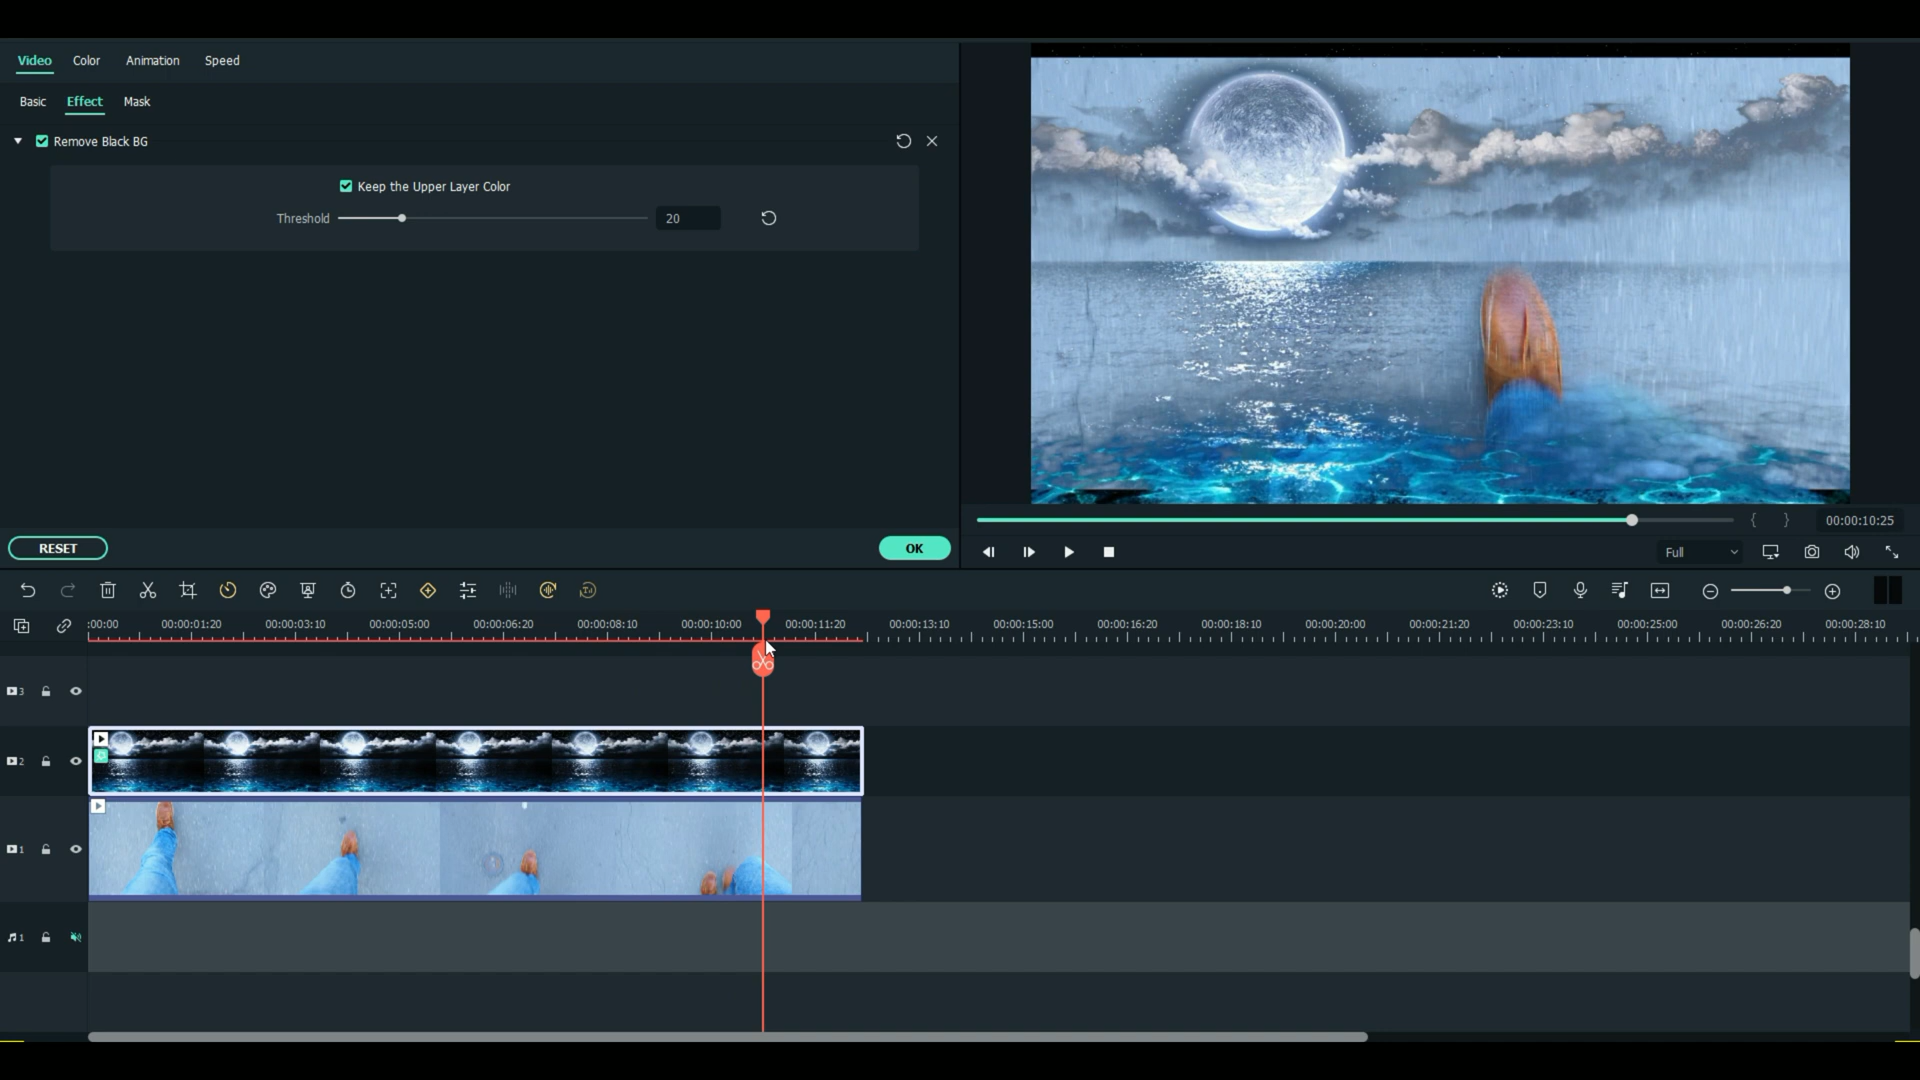 Video Color Animation Speed
Basic Effect Mask
Remove Black BG
Keep the Upper Layer Color
Threshold 20
RESET OK
00:00:10:25
Full
:00:00 00:00:01:20 00:00:03:10 00:00:05:00 00:00:06:20 00:00:08:10 00:00:10:00 00:00:11:20 00:00:13:10 00:00:15:00 00:00:16:20 00:00:18:10 00:00:20:00 00:00:21:20 00:00:23:10 00:00:25:00 00:00:26:20 00:00:28:10
3
2
1
1